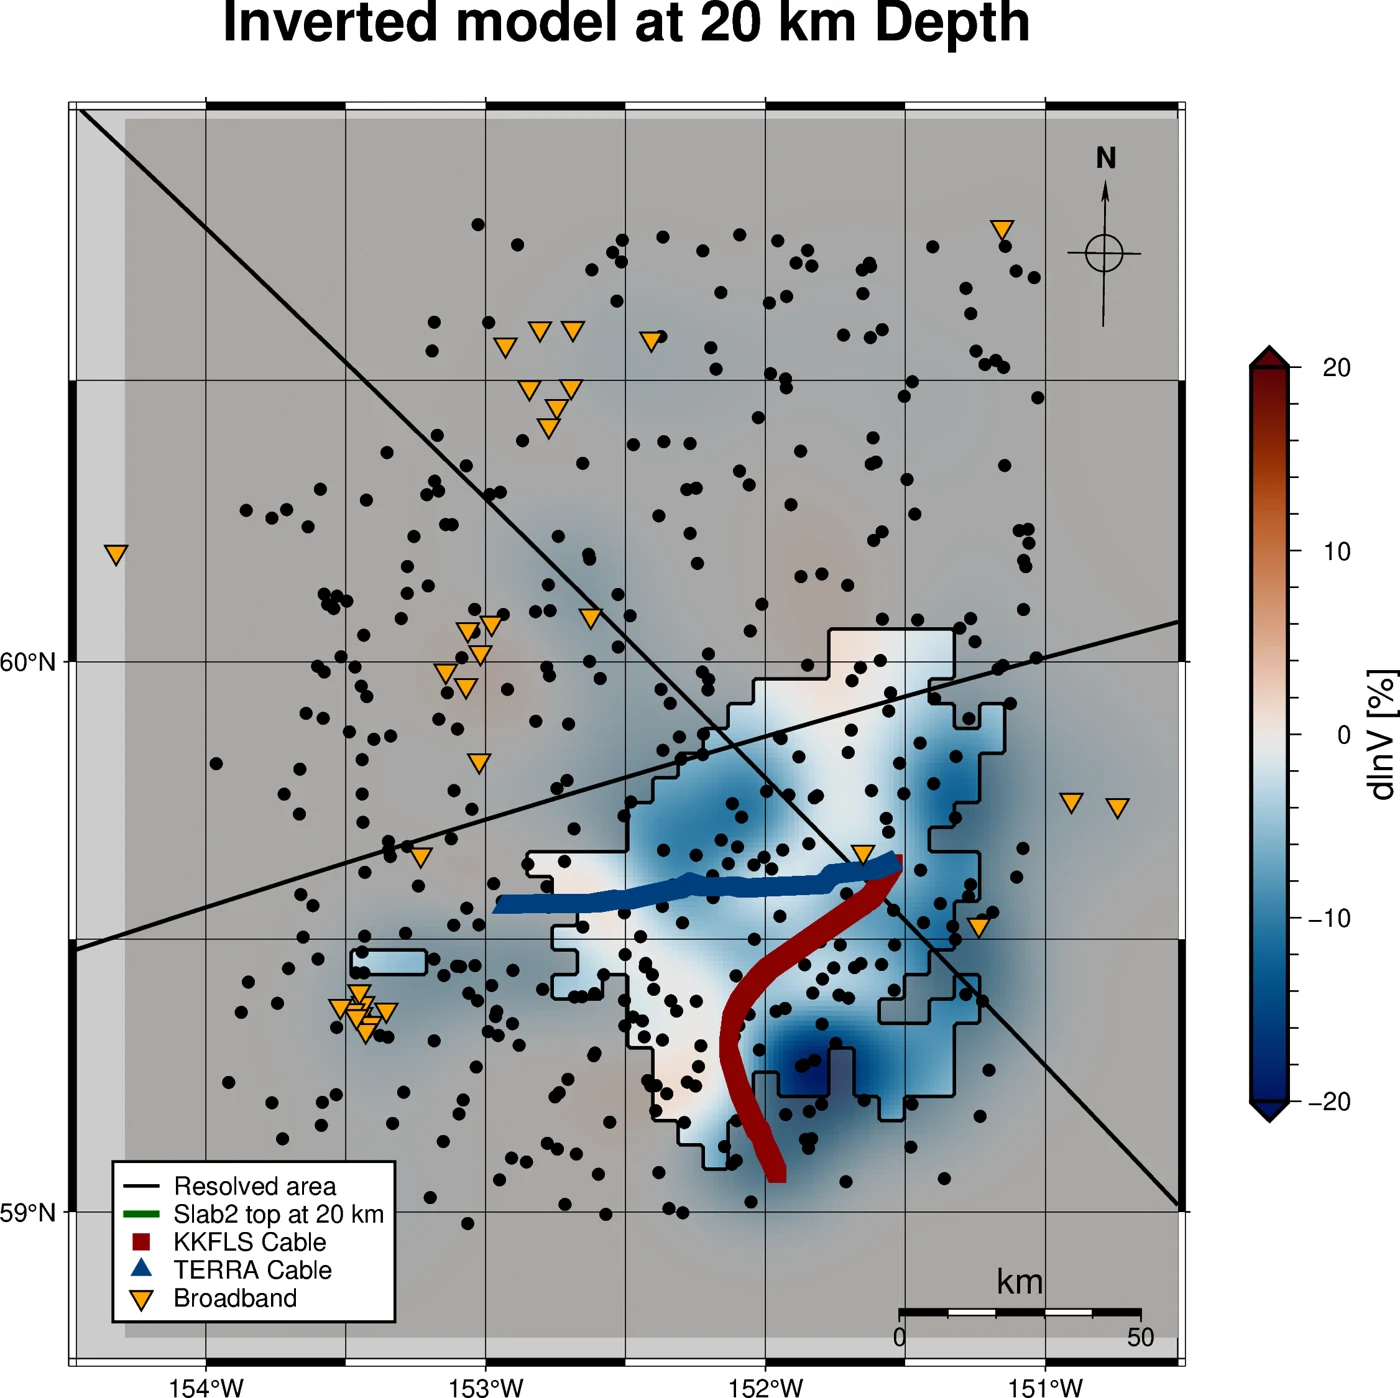 Inverted model at 20 km Depth
N
20
10
0
−10
−20
dlnV [%]
60°N
59°N
Resolved area
Slab2 top at 20 km
KKFLS Cable
TERRA Cable
Broadband
km
0 50
154°W 153°W 152°W 151°W